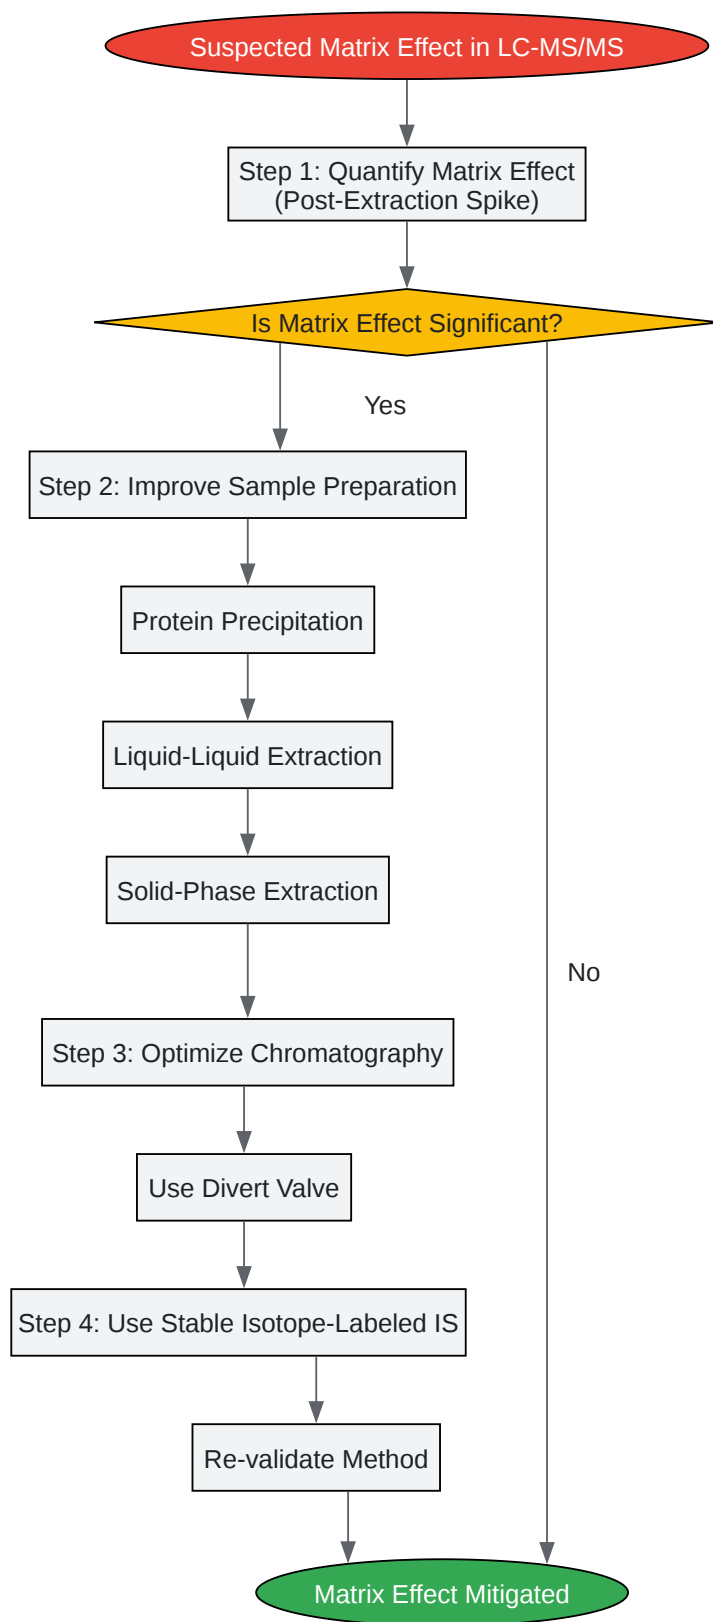 Suspected Matrix Effect in LC-MS/MS
Step 1: Quantify Matrix Effect
(Post-Extraction Spike)
Is Matrix Effect Significant?
Yes
Step 2: Improve Sample Preparation
Protein Precipitation
Liquid-Liquid Extraction
Solid-Phase Extraction
No
Step 3: Optimize Chromatography
Use Divert Valve
Step 4: Use Stable Isotope-Labeled IS
Re-validate Method
Matrix Effect Mitigated